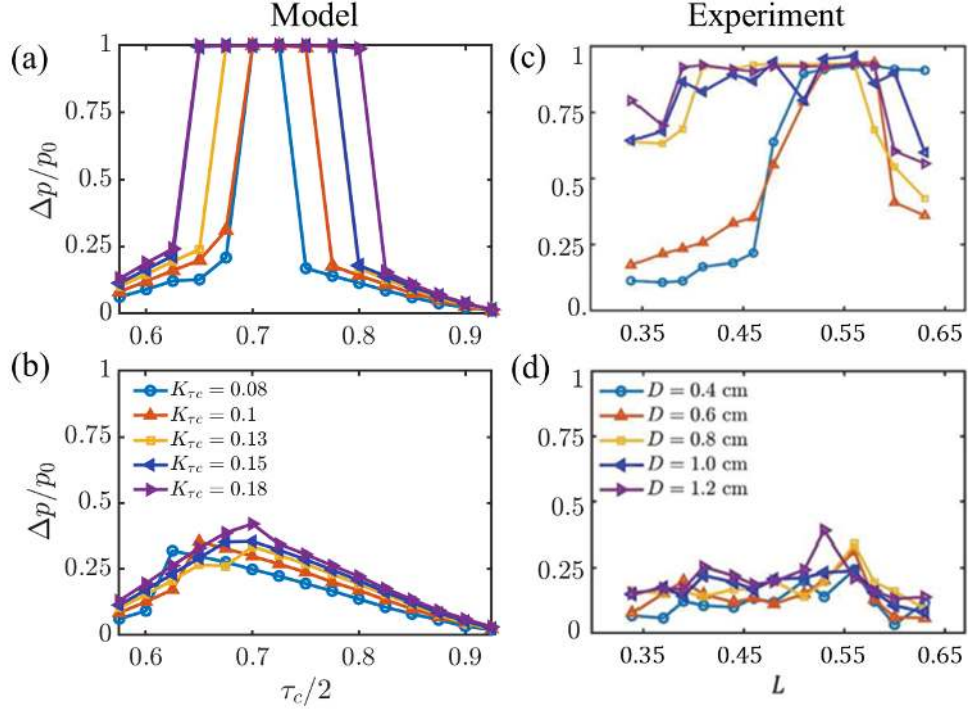 Model
Experiment
(a)
1
0.75
0.5
0.25
0
Δp/p₀
0.6
0.7
0.8
0.9
(c)
1
0.75
0.5
0.25
0.
0.35
0.45
0.55
0.65
(b)
1
0.75
0.5
0.25
0
Δp/p₀
K_τc = 0.08
K_τc = 0.1
K_τc = 0.13
K_τc = 0.15
K_τc = 0.18
0.6
0.7
0.8
0.9
τ_c/2
(d)
1
0.75
0.5
0.25
0
D = 0.4 cm
D = 0.6 cm
D = 0.8 cm
D = 1.0 cm
D = 1.2 cm
0.35
0.45
0.55
0.65
L